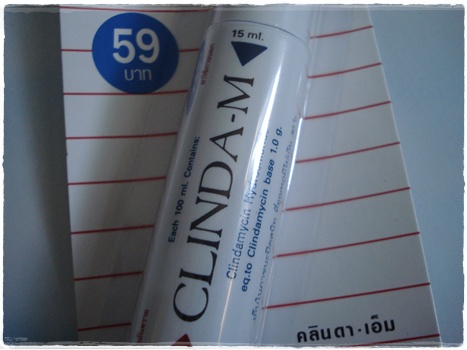 59
บาท
15 ml.
CLINDA-M
Each 100 ml. Contains:
Clindamycin
eq.to Clindamycin base 1.0 g.
คลินดา-เอ็ม